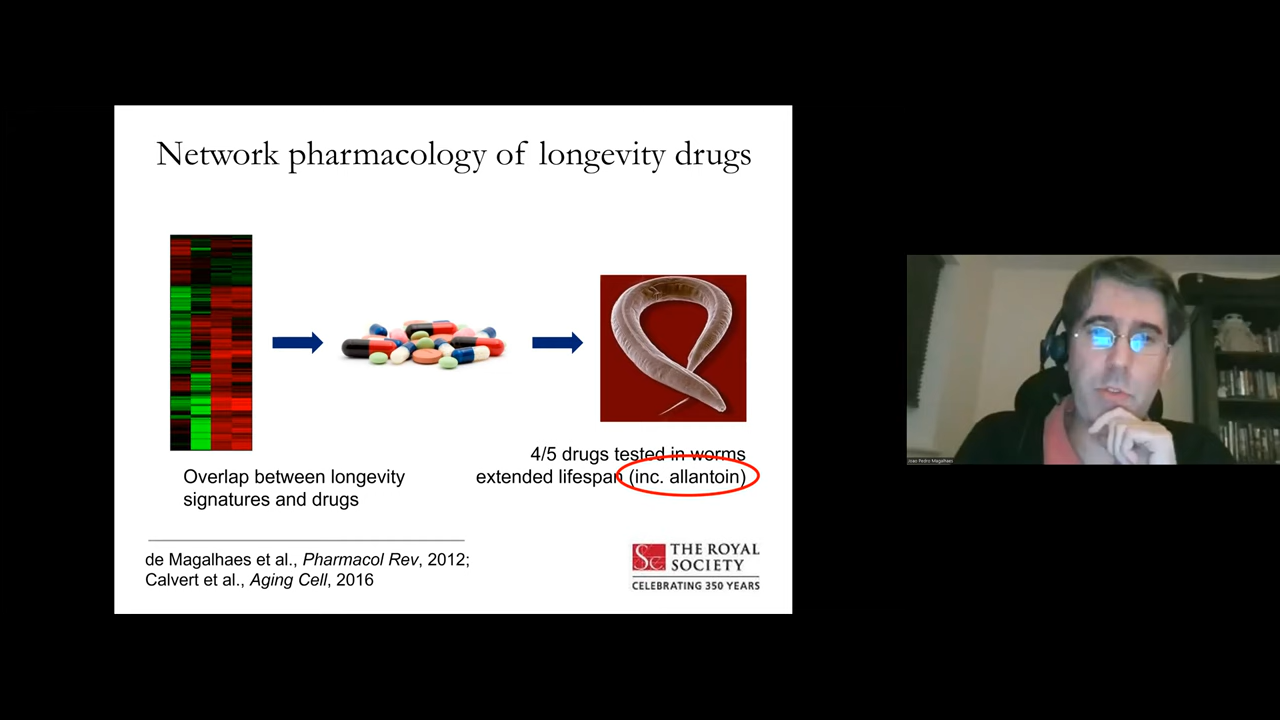 Network pharmacology of longevity drugs
Overlap between longevity
signatures and drugs
4/5 drugs tested in worms
extended lifespan (inc. allantoin)
de Magalhaes et al., Pharmacol Rev, 2012;
Calvert et al., Aging Cell, 2016
THE ROYAL
SOCIETY
CELEBRATING 350 YEARS